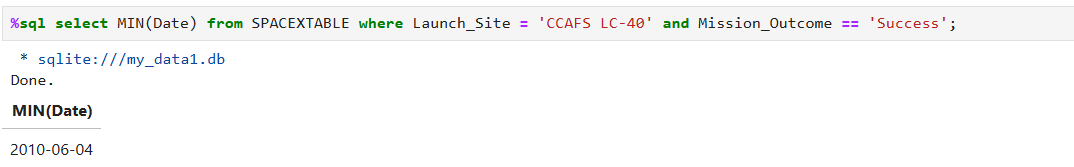 %sql select MIN(Date) from SPACEXTABLE where Launch_Site = 'CCAFS LC-40' and Mission_Outcome == 'Success';
* sqlite:///my_data1.db
Done.
MIN(Date)
2010-06-04